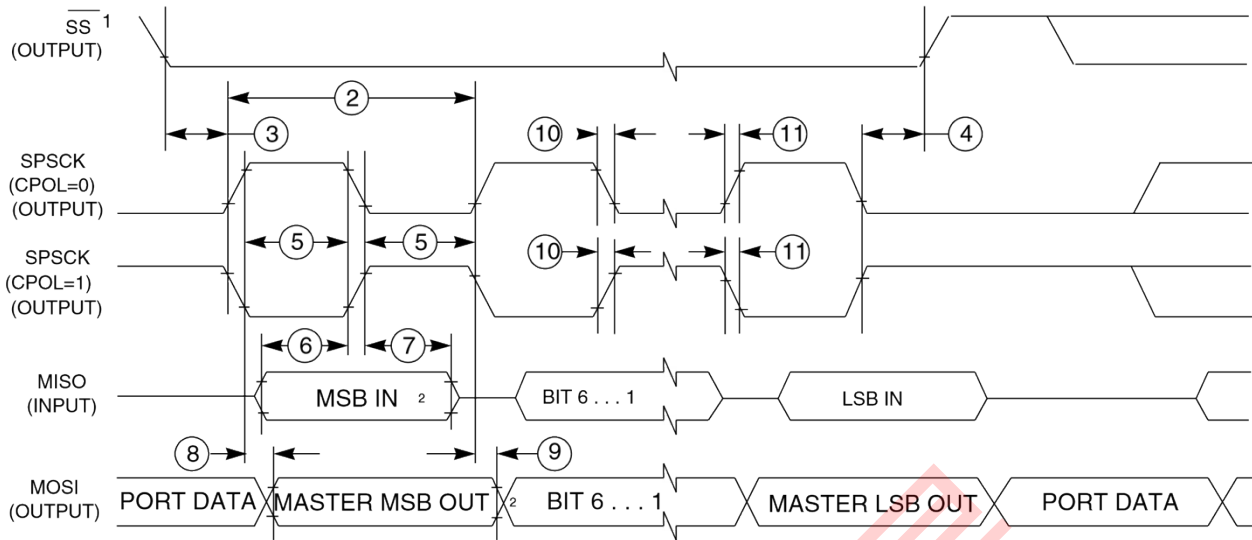 SS 1
(OUTPUT)
2
3
10
11
4
SPSCK
(CPOL=0)
(OUTPUT)
5
5
SPSCK
(CPOL=1)
(OUTPUT)
10
11
6
7
MISO
(INPUT)
MSB IN 2
BIT 6 . . . 1
LSB IN
8
9
MOSI
(OUTPUT)
PORT DATA
MASTER MSB OUT 2
BIT 6 . . . 1
MASTER LSB OUT
PORT DATA